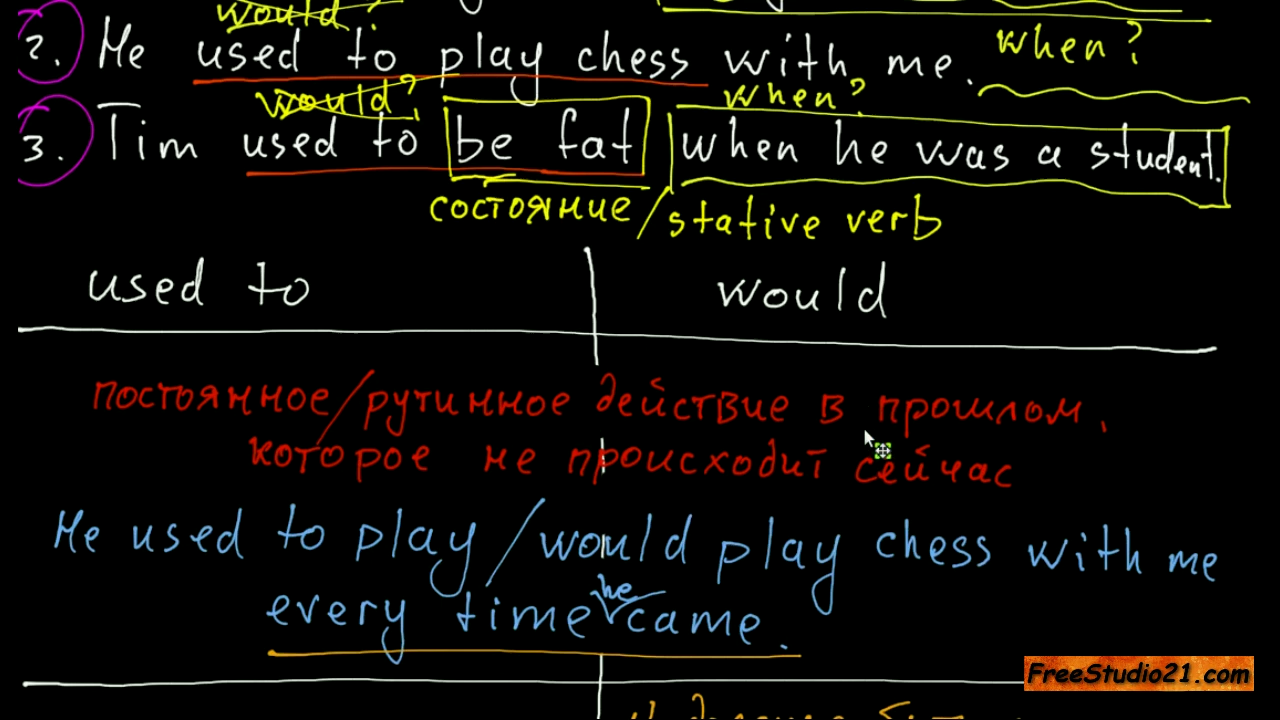 would?
2. He used to play chess with me. when?
would? when?
3. Tim used to be fat when he was a student.
состояние/stative verb
used to would
постоянное/рутинное действие в прошлом,
которое не происходит сейчас
He used to play/would play chess with me
he
every time came.
FreeStudio21.com